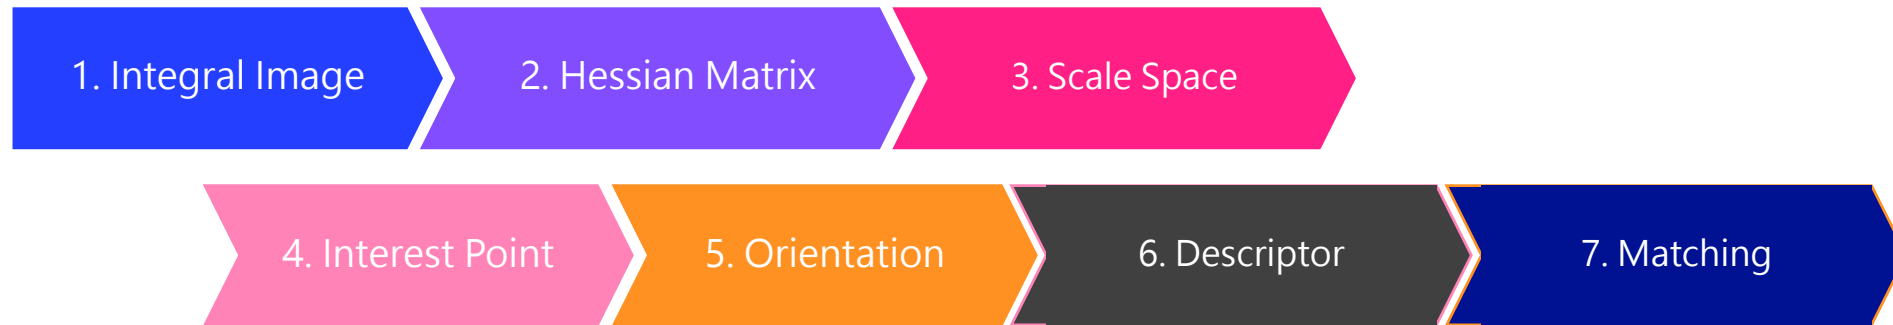 1. Integral Image
2. Hessian Matrix
3. Scale Space
4. Interest Point
5. Orientation
6. Descriptor
7. Matching